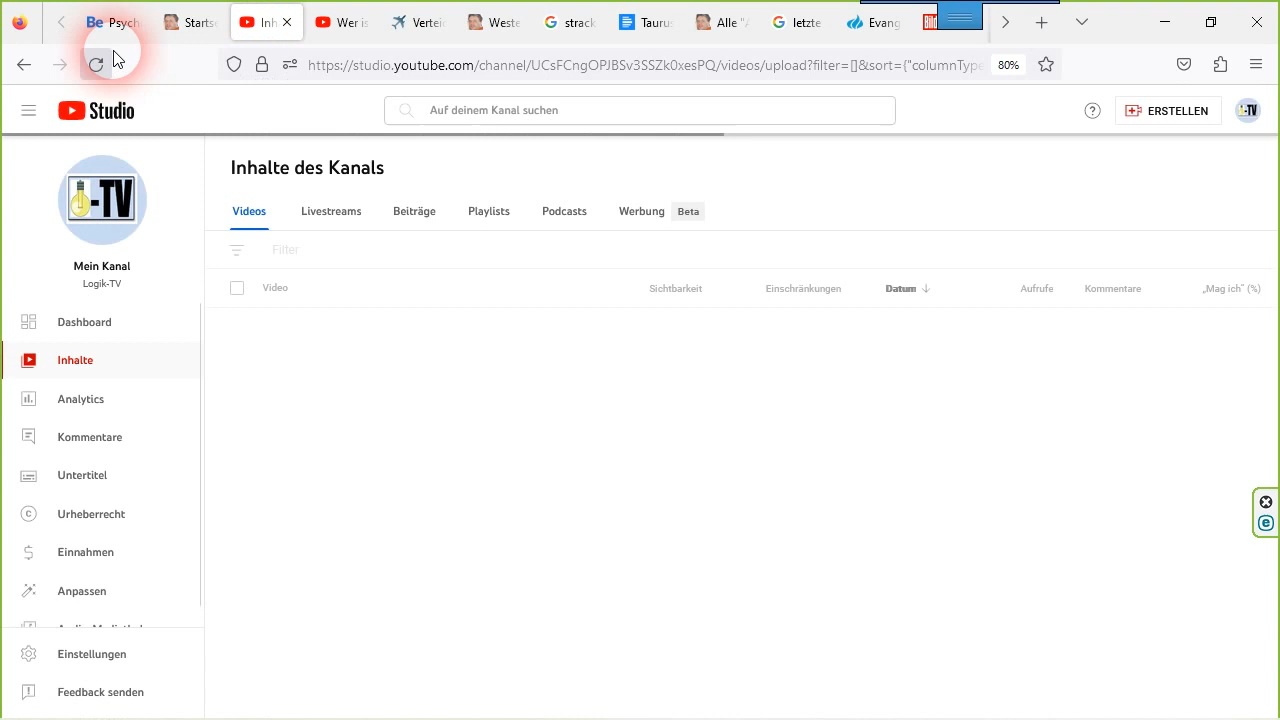 Be Psych
Starts
Inh
Wer is
Vertei
Weste
strack
Taurus
Alle "A
letzte
Evang
BILD
https://studio.youtube.com/channel/UCsFCngOPJBSv3SSZk0xesPQ/videos/upload?filter=[]&sort={"columnType
80%
Studio
Auf deinem Kanal suchen
ERSTELLEN
-TV
-TV
Mein Kanal
Logik-TV
Dashboard
Inhalte
Analytics
Kommentare
Untertitel
Urheberrecht
Einnahmen
Anpassen
Einstellungen
Feedback senden
Inhalte des Kanals
Videos
Livestreams
Beiträge
Playlists
Podcasts
Werbung
Beta
Filter
Video
Sichtbarkeit
Einschränkungen
Datum
Aufrufe
Kommentare
„Mag ich" (%)